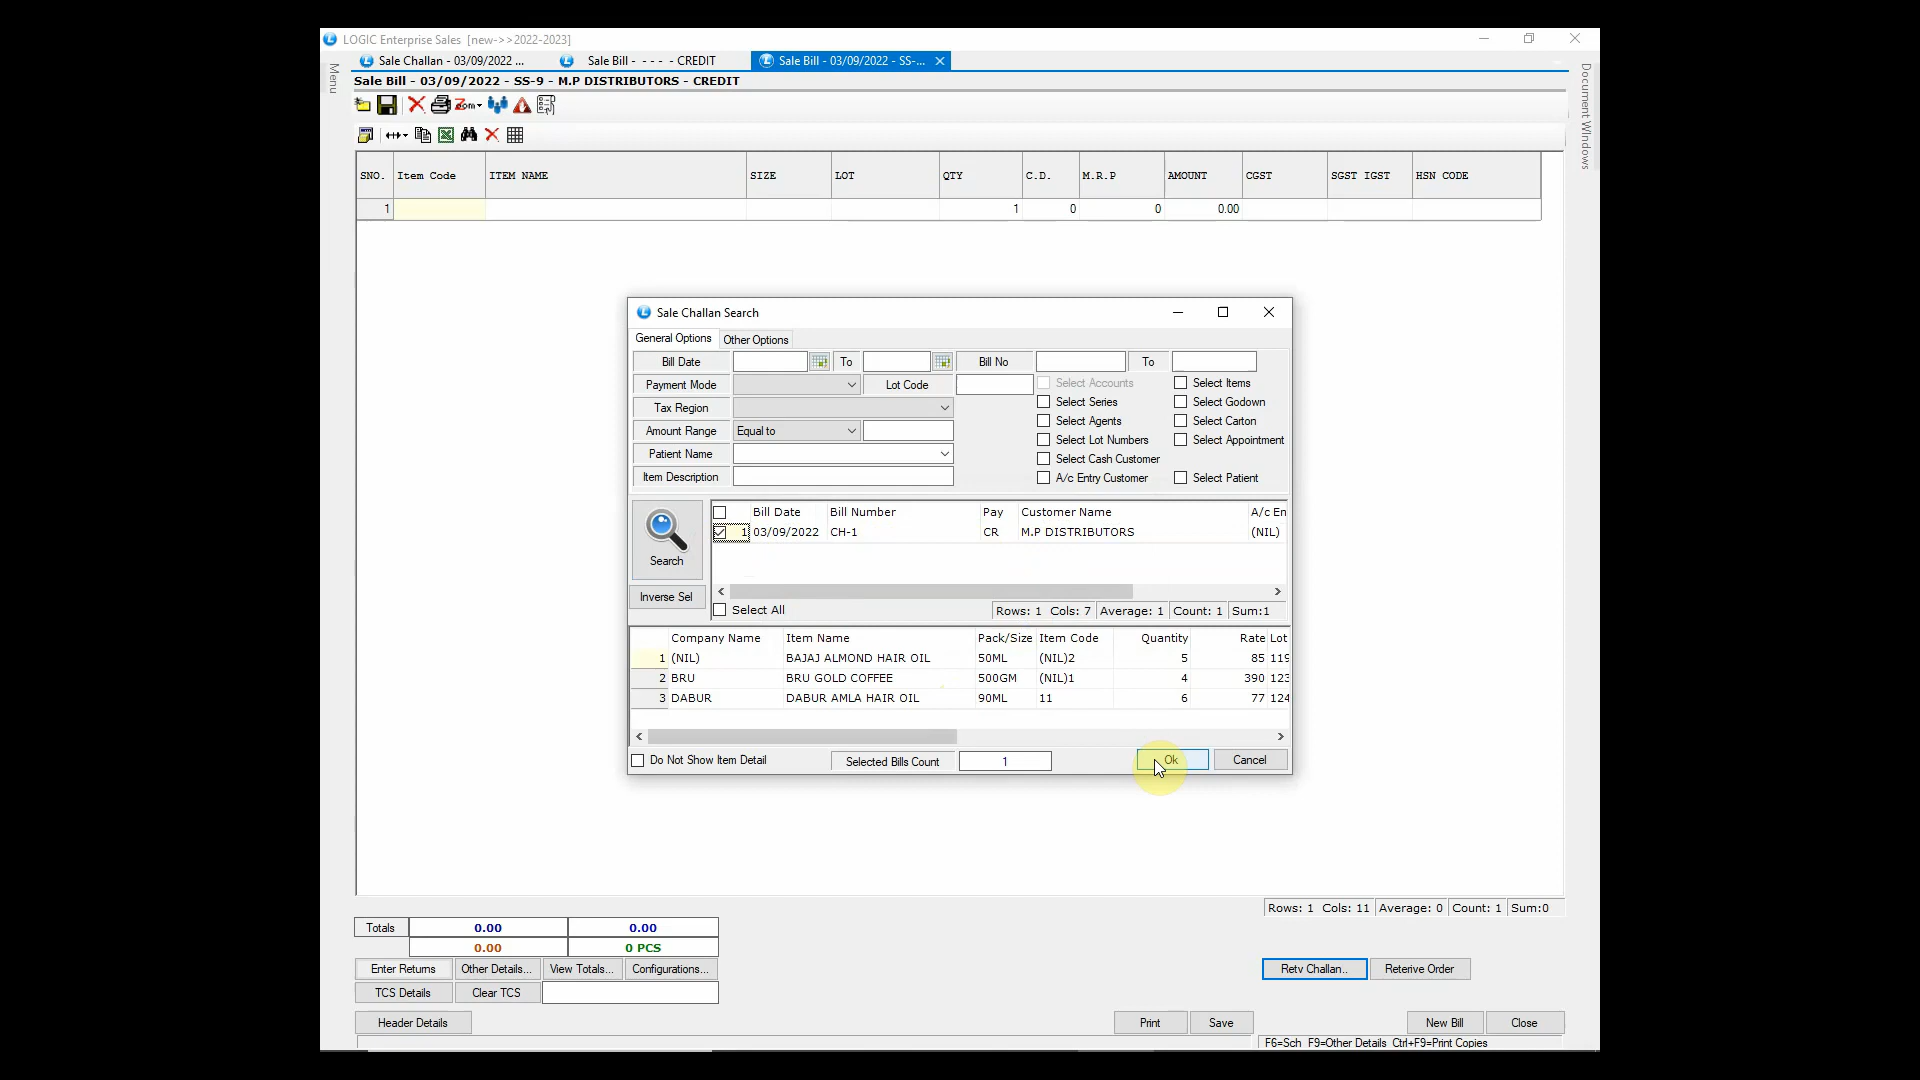 LOGIC Enterprise Sales [new->>2022-2023]
Menu
Sale Challan - 03/09/2022 ...
Sale Bill - - - - - CREDIT
Sale Bill - 03/09/2022 - SS-...
Document Windows
Sale Bill - 03/09/2022 - SS-9 - M.P DISTRIBUTORS - CREDIT
Zom
SNO. Item Code ITEM NAME SIZE LOT QTY C.D. M.R.P AMOUNT CGST SGST IGST HSN CODE
1 1 0 0 0.00
Sale Challan Search
General Options Other Options
Bill Date To Bill No To
Payment Mode Lot Code Select Accounts Select Items
Tax Region Select Series Select Godown
Amount Range Equal to Select Agents Select Carton
Patient Name Select Lot Numbers Select Appointment
Select Cash Customer
Item Description A/c Entry Customer Select Patient
Bill Date Bill Number Pay Customer Name A/c En
1 03/09/2022 CH-1 CR M.P DISTRIBUTORS (NIL)
Search
Inverse Sel
Select All Rows: 1 Cols: 7 Average: 1 Count: 1 Sum:1
Company Name Item Name Pack/Size Item Code Quantity Rate Lot
1 (NIL) BAJAJ ALMOND HAIR OIL 50ML (NIL)2 5 85 119
2 BRU BRU GOLD COFFEE 500GM (NIL)1 4 390 123
3 DABUR DABUR AMLA HAIR OIL 90ML 11 6 77 124
Do Not Show Item Detail Selected Bills Count 1 Ok Cancel
Rows: 1 Cols: 11 Average: 0 Count: 1 Sum:0
Totals 0.00 0.00
0.00 0 PCS
Enter Returns Other Details... View Totals... Configurations... Retv Challan.. Reterive Order
TCS Details Clear TCS
Header Details Print Save New Bill Close
F6=Sch F9=Other Details Ctrl+F9=Print Copies